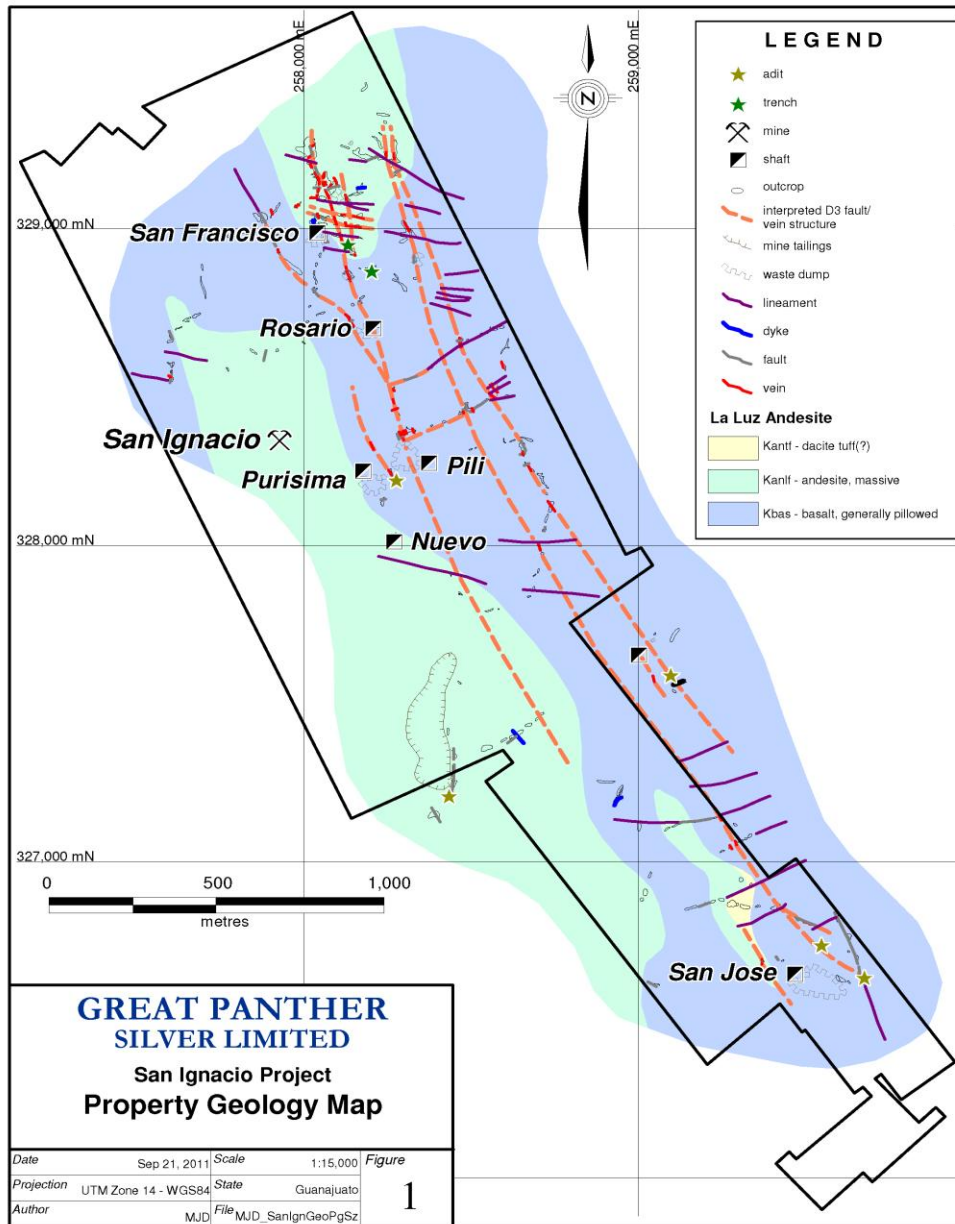 258,000 mE
259,000 mE
LEGEND
adit
trench
mine
shaft
outcrop
interpreted D3 fault/
vein structure
mine tailings
waste dump
lineament
dyke
fault
vein
La Luz Andesite
Kantf - dacite tuff(?)
Kanlf - andesite, massive
Kbas - basalt, generally pillowed
N
329,000 mN
San Francisco
Rosario
San Ignacio
Purisima
Pili
Nuevo
328,000 mN
327,000 mN
0 500 1,000
metres
San Jose
GREAT PANTHER
SILVER LIMITED
San Ignacio Project
Property Geology Map
Date Sep 21, 2011 Scale 1:15,000 Figure
Projection UTM Zone 14 - WGS84 State Guanajuato 1
Author MJD File MJD_SanIgnGeoPgSz